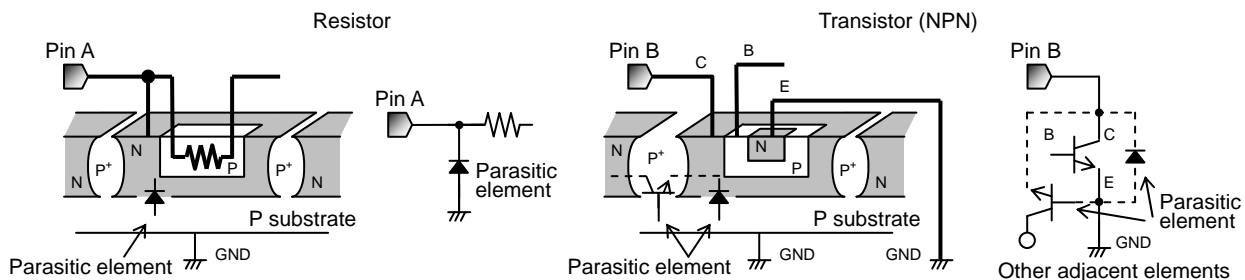 Resistor
Transistor (NPN)
Pin A
Pin B
C
B
E
Pin B
Pin A
N
P+
N
P
P+
N
Parasitic
element
P substrate
GND
Parasitic element
N
P+
N
P
P+
N
P substrate
GND
GND
Parasitic element
B
C
E
Parasitic
element
GND
Other adjacent elements